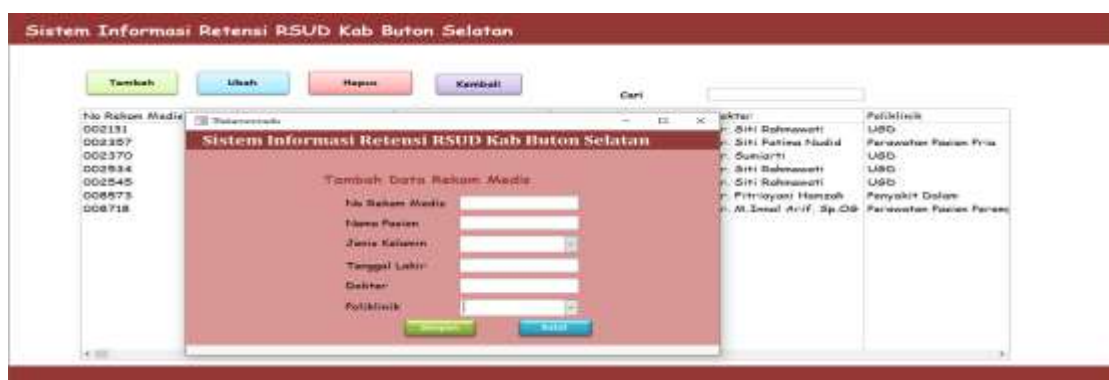 Sistem Informasi Retensi RSUD Kab Buton Selatan
Tambah Ubah Hapus Kembali
Cari
No Rekam Medis
Poliklinik
002131
r. Siti Rahmawati UGD
002357
r. Siti Fatima Nudid Perawatan Pasien Pria
002370
r. Sumiarti UGD
002534
r. Siti Rahmawati UGD
002545
r. Siti Rahmawati UGD
008573
r. Fitriayani Hamzah Penyakit Dalam
008718
Sp.OG Perawatan Pasien
Sistem Informasi Retensi RSUD Kab Buton Selatan
Tambah Data Rekam Medis
No Rekam Medis
Nama Pasien
Jenis Kelamin
Tanggal Lahir
Dokter
Poliklinik
Simpan Batal